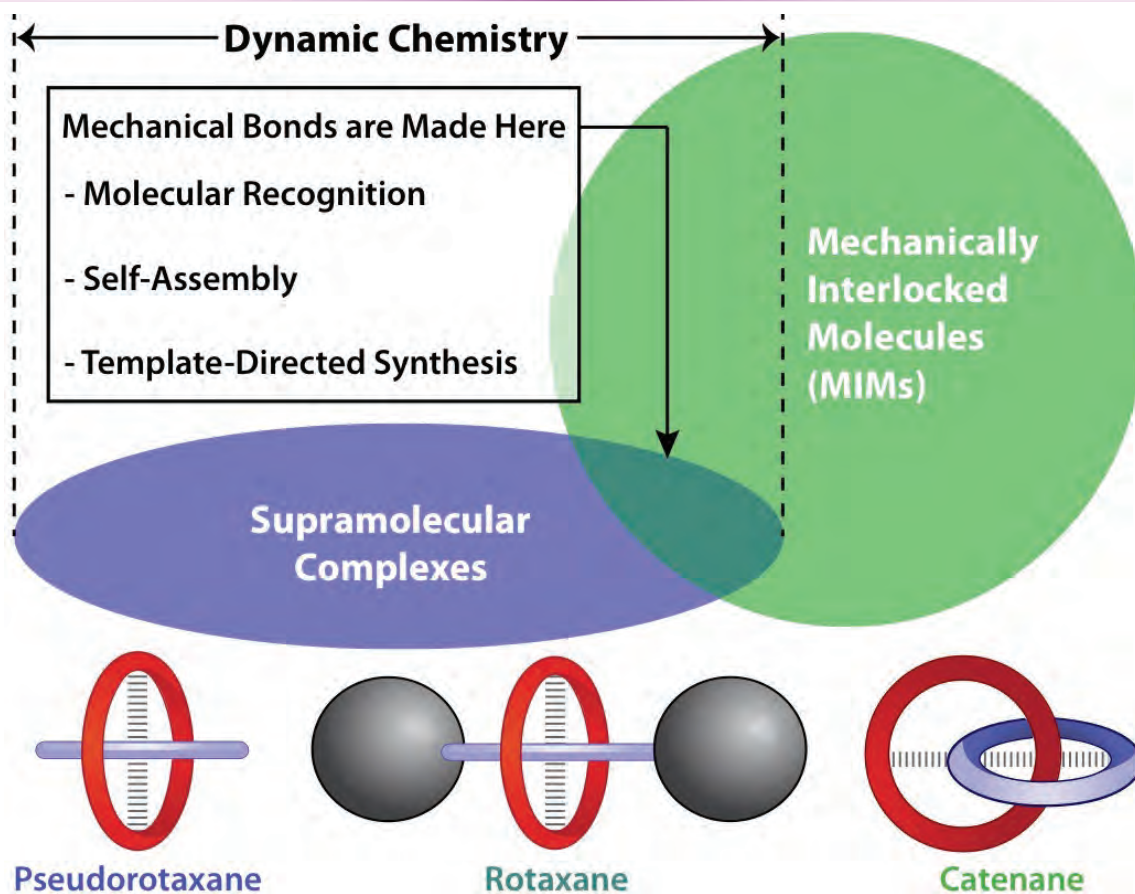 Dynamic Chemistry
Mechanical Bonds are Made Here
- Molecular Recognition
- Self-Assembly
- Template-Directed Synthesis
Mechanically
Interlocked
Molecules
(MIMs)
Supramolecular
Complexes
Pseudorotaxane
Rotaxane
Catenane